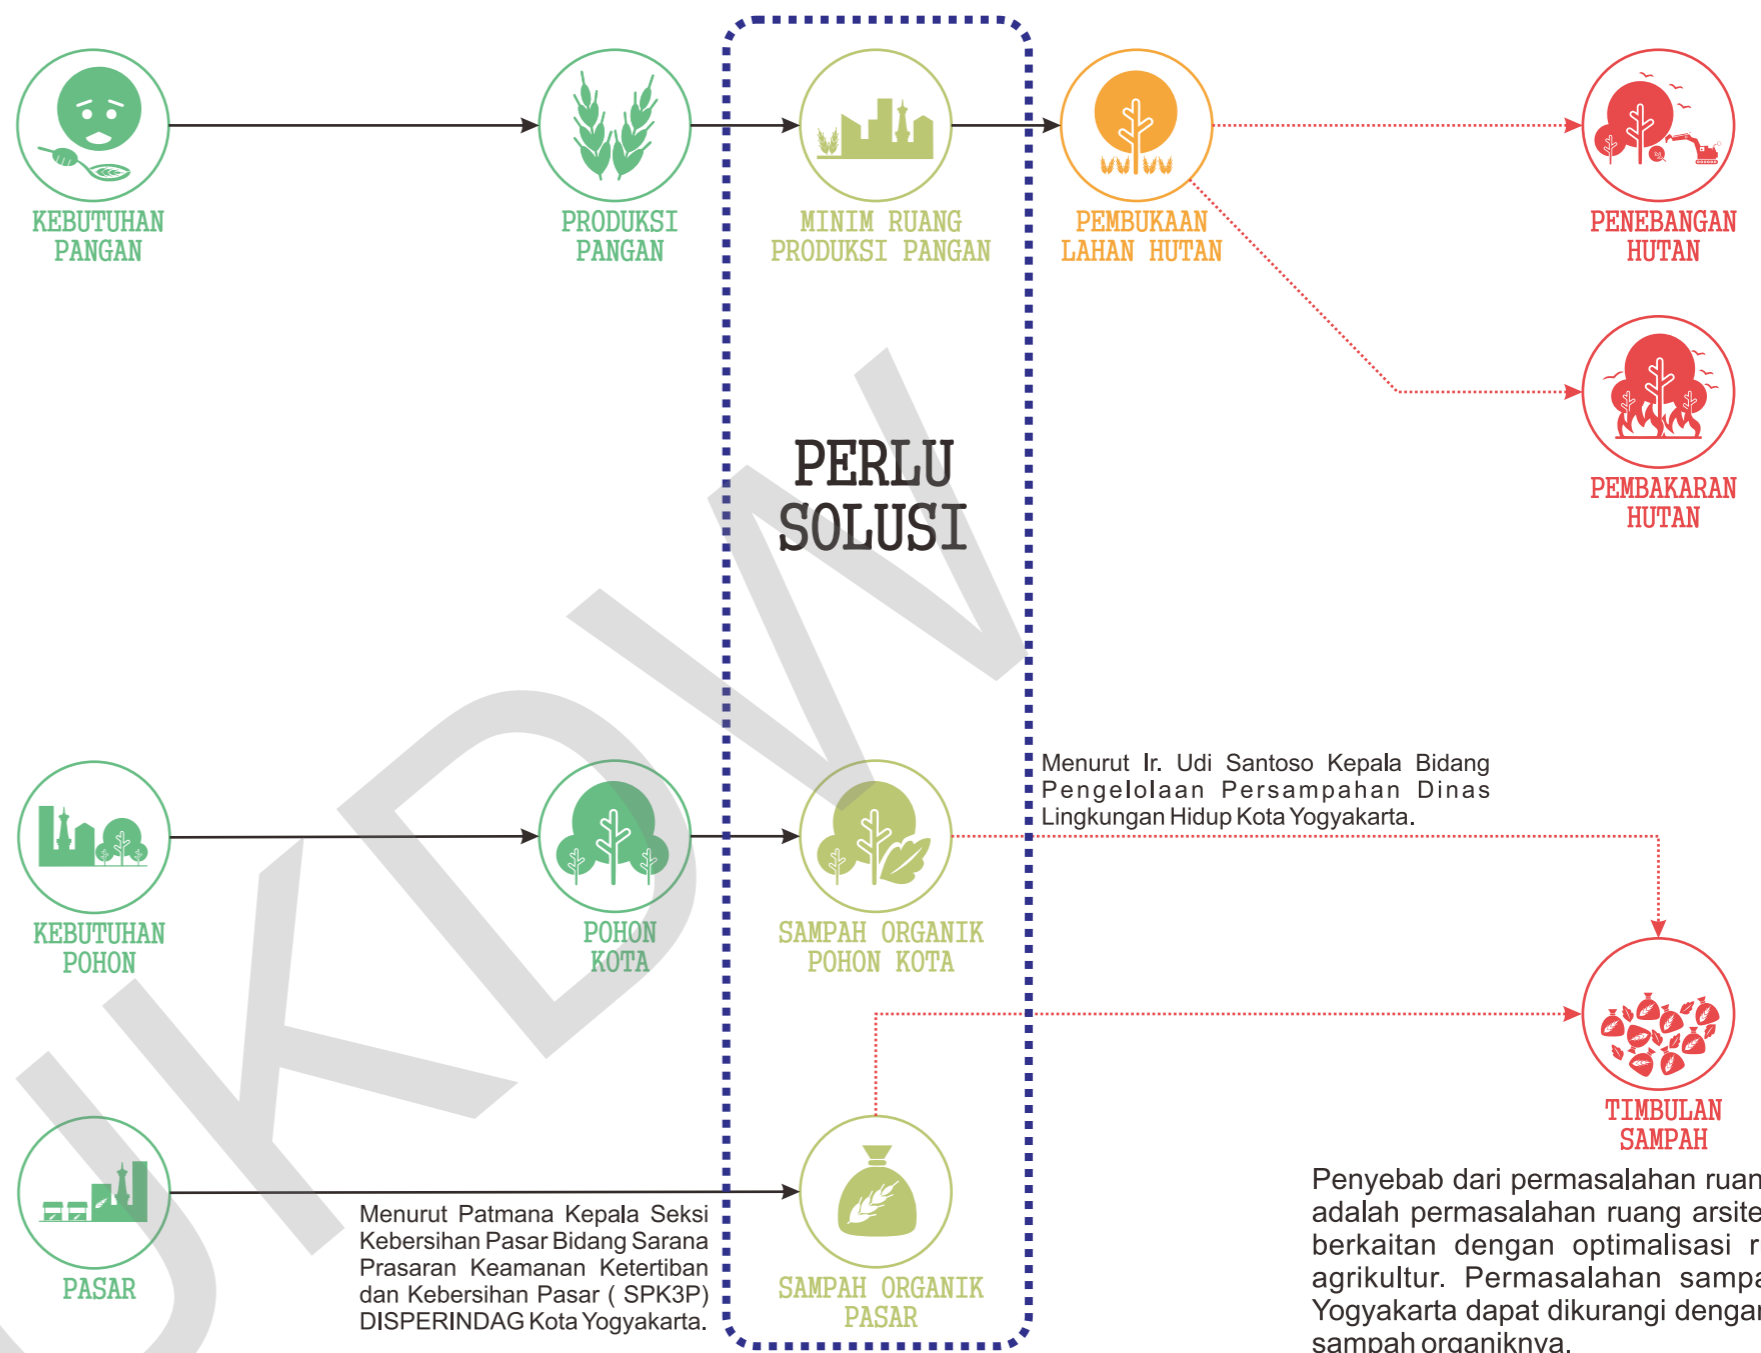 KEBUTUHAN
PANGAN
PRODUKSI
PANGAN
MINIM RUANG
PRODUKSI PANGAN
PEMBUKAAN
LAHAN HUTAN
PENEBANGAN
HUTAN
PEMBAKARAN
HUTAN
PERLU
SOLUSI
Menurut Ir. Udi Santoso Kepala Bidang
Pengelolaan Persampahan Dinas
Lingkungan Hidup Kota Yogyakarta.
KEBUTUHAN
POHON
POHON
KOTA
SAMPAH ORGANIK
POHON KOTA
TIMBULAN
SAMPAH
PASAR
Menurut Patmana Kepala Seksi
Kebersihan Pasar Bidang Sarana
Prasaran Keamanan Ketertiban
dan Kebersihan Pasar ( SPK3P)
DISPERINDAG Kota Yogyakarta.
SAMPAH ORGANIK
PASAR
Penyebab dari permasalahan ruan
adalah permasalahan ruang arsite
berkaitan dengan optimalisasi r
agrikultur. Permasalahan sampa
Yogyakarta dapat dikurangi dengan
sampah organiknya.
UKDW